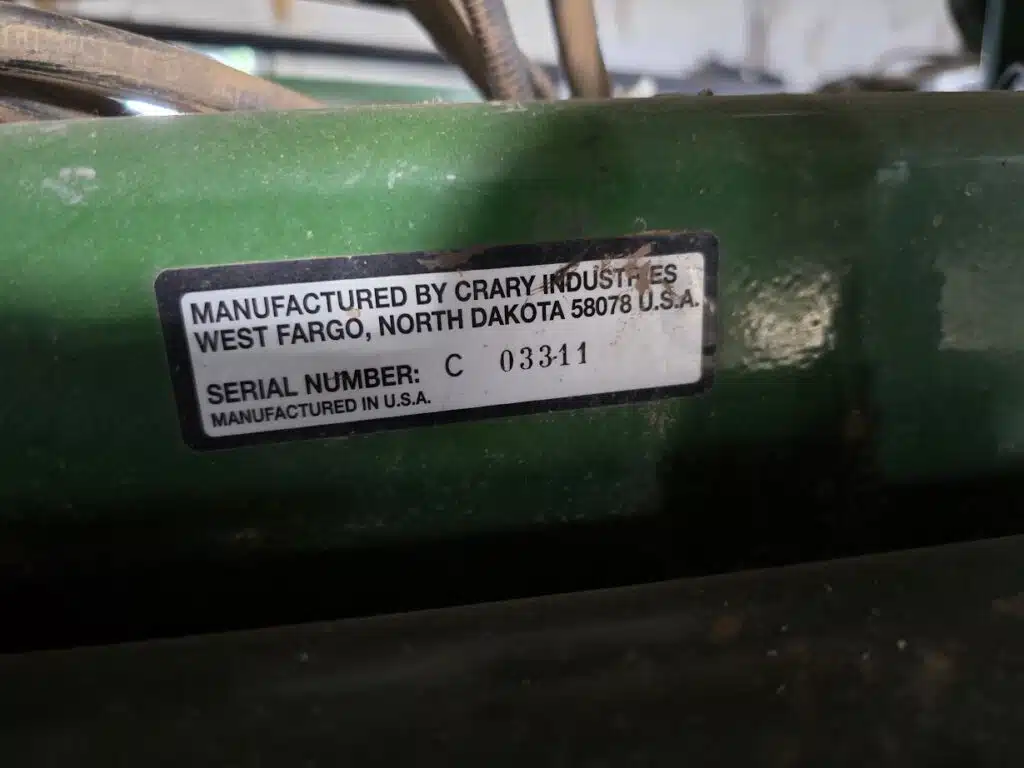 MANUFACTURED BY CRARY INDUSTRIES
WEST FARGO, NORTH DAKOTA 58078 U.S.A.
SERIAL NUMBER: C 03311
MANUFACTURED IN U.S.A.